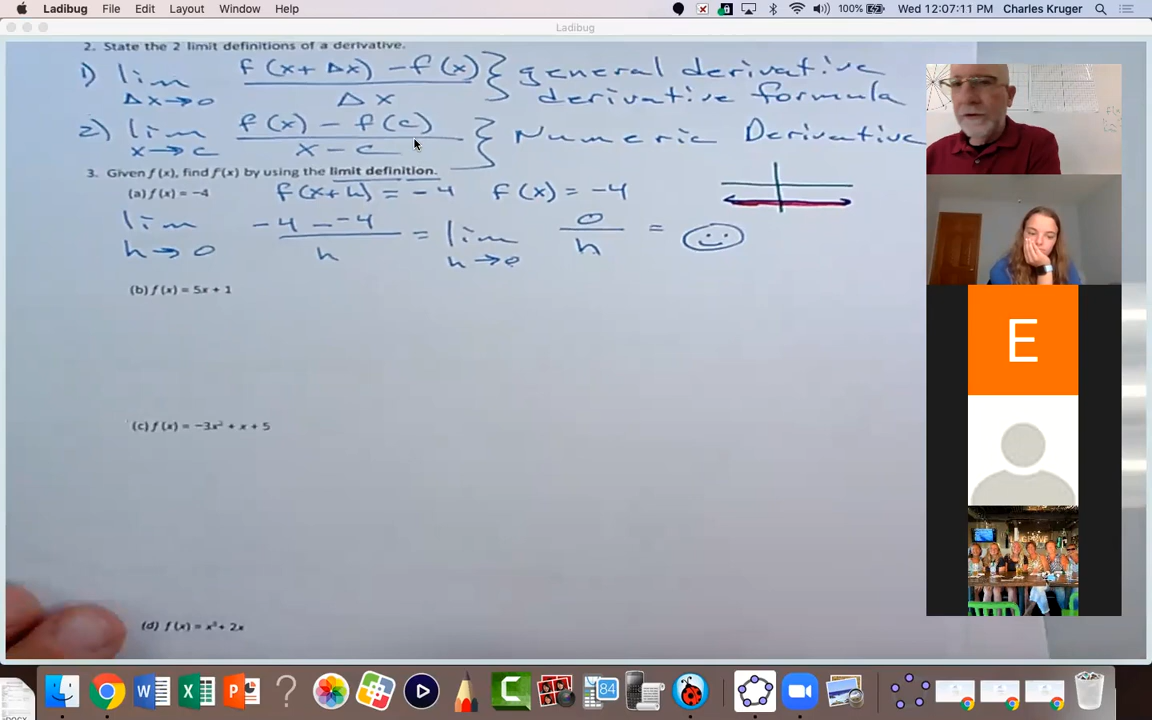 Ladibug File Edit Layout Window Help 100% Wed 12:07:11 PM Charles Kruger
Ladibug
2. State the 2 limit definitions of a derivative.
1) lim Δx→0 f(x+Δx) -f(x) / Δx } general derivative
derivative formula
2) lim x→c f(x) - f(c) / x - c } Numeric Derivative
3. Given f(x), find f'(x) by using the limit definition.
(a) f(x) = -4 f(x+h) = -4 f(x) = -4
lim h→0 -4 - -4 / h = lim h→0 0 / h =
(b) f(x) = 5x + 1
(c) f(x) = -3x² + x + 5
(d) f(x) = x³ + 2x
E
84